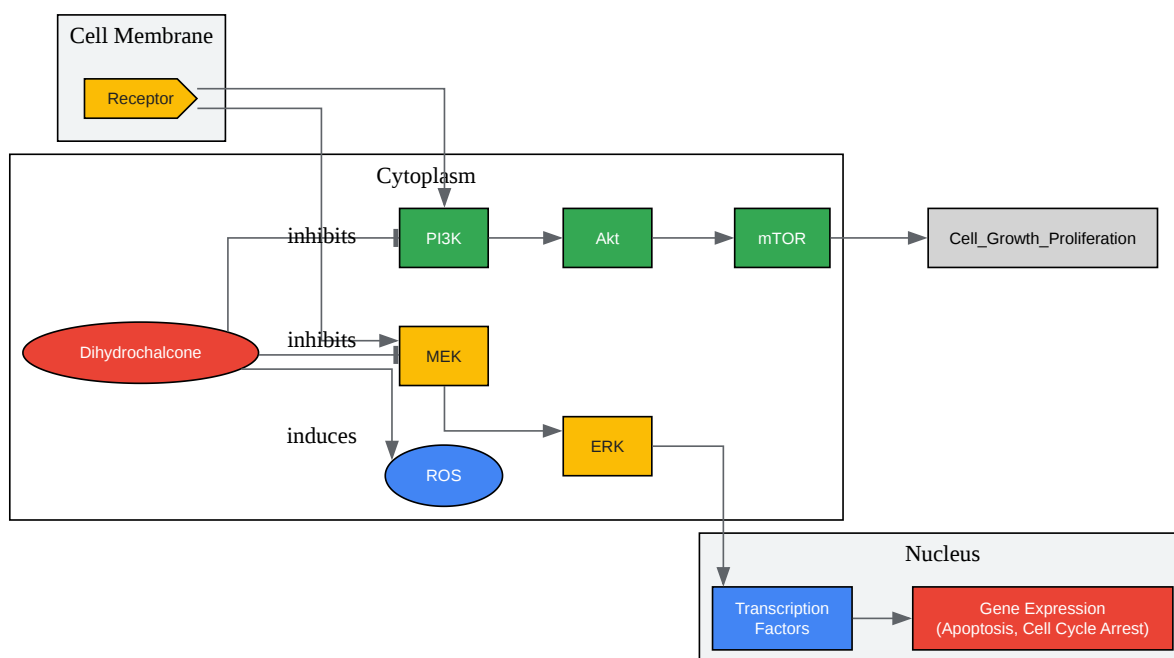 Cell Membrane
Receptor
Cytoplasm
inhibits
PI3K
Akt
mTOR
Cell_Growth_Proliferation
Dihydrochalcone
inhibits
MEK
induces
ERK
ROS
Nucleus
Transcription
Factors
Gene Expression
(Apoptosis, Cell Cycle Arrest)